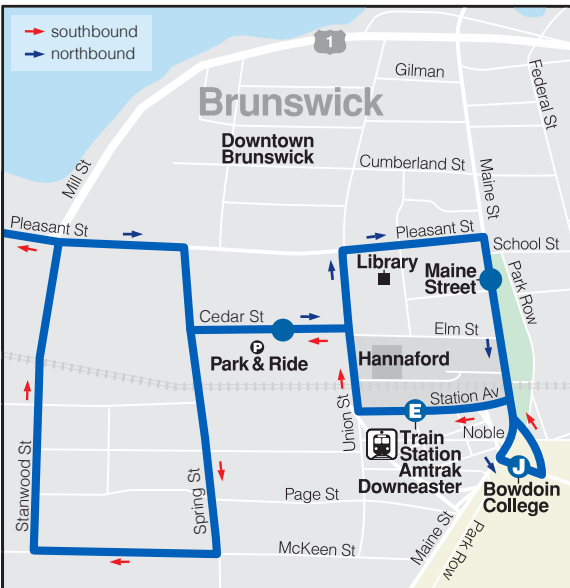 southbound
northbound
1
Gilman
Federal St
Brunswick
Downtown
Brunswick
Cumberland St
Mill St
Maine St
Pleasant St
Pleasant St
School St
Library
Maine
Street
Park Row
Cedar St
Elm St
P
Park & Ride
Hannaford
Union St
Station Av
E
Train
Station
Amtrak
Downeaster
Noble
J
Bowdoin
College
Stanwood St
Spring St
Page St
McKeen St
Maine St
Park Row